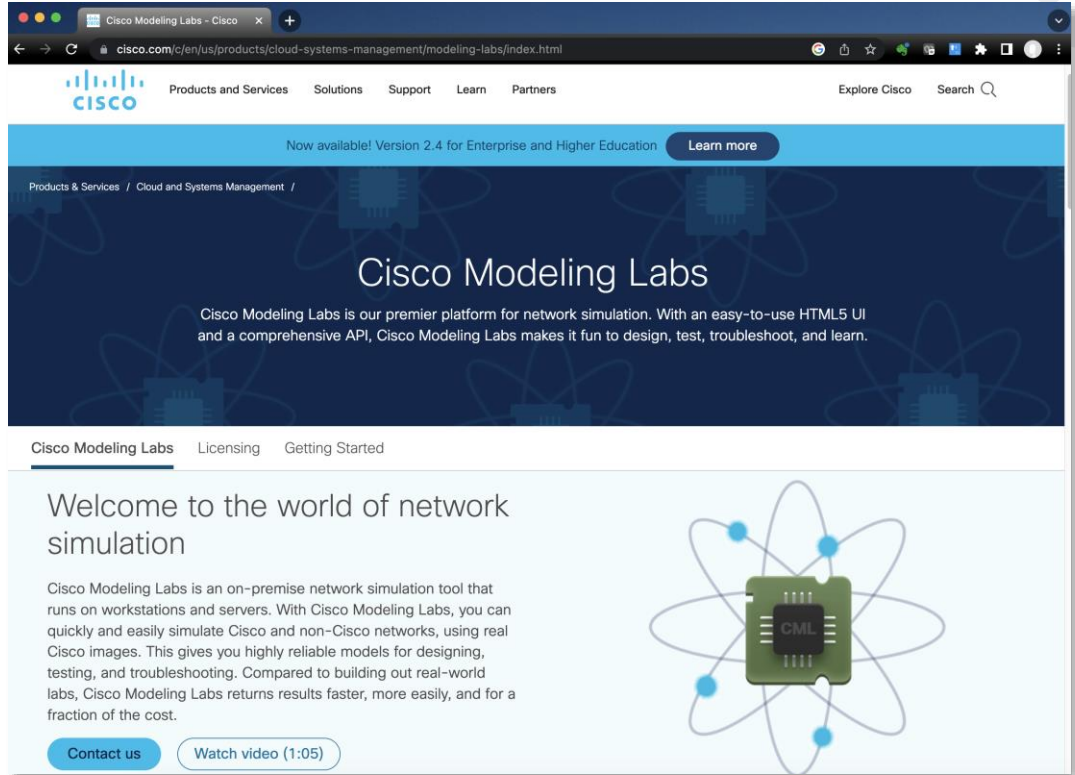 Cisco Modeling Labs - Cisco
cisco.com/c/en/us/products/cloud-systems-management/modeling-labs/index.html
CISCO
Products and Services Solutions Support Learn Partners Explore Cisco Search
Now available! Version 2.4 for Enterprise and Higher Education Learn more
Products & Services / Cloud and Systems Management /
Cisco Modeling Labs
Cisco Modeling Labs is our premier platform for network simulation. With an easy-to-use HTML5 UI
and a comprehensive API, Cisco Modeling Labs makes it fun to design, test, troubleshoot, and learn.
Cisco Modeling Labs Licensing Getting Started
Welcome to the world of network
simulation
Cisco Modeling Labs is an on-premise network simulation tool that
runs on workstations and servers. With Cisco Modeling Labs, you can
quickly and easily simulate Cisco and non-Cisco networks, using real
Cisco images. This gives you highly reliable models for designing,
testing, and troubleshooting. Compared to building out real-world
labs, Cisco Modeling Labs returns results faster, more easily, and for a
fraction of the cost.
Contact us Watch video (1:05)
CML